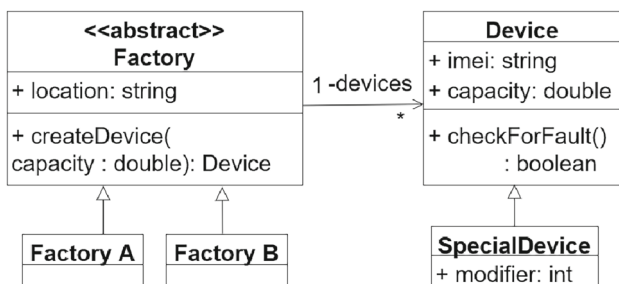 <<abstract>>
Factory
+ location: string
+ createDevice(
capacity : double): Device
Factory A
Factory B
1 -devices
*
Device
+ imei: string
+ capacity: double
+ checkForFault()
: boolean
SpecialDevice
+ modifier: int